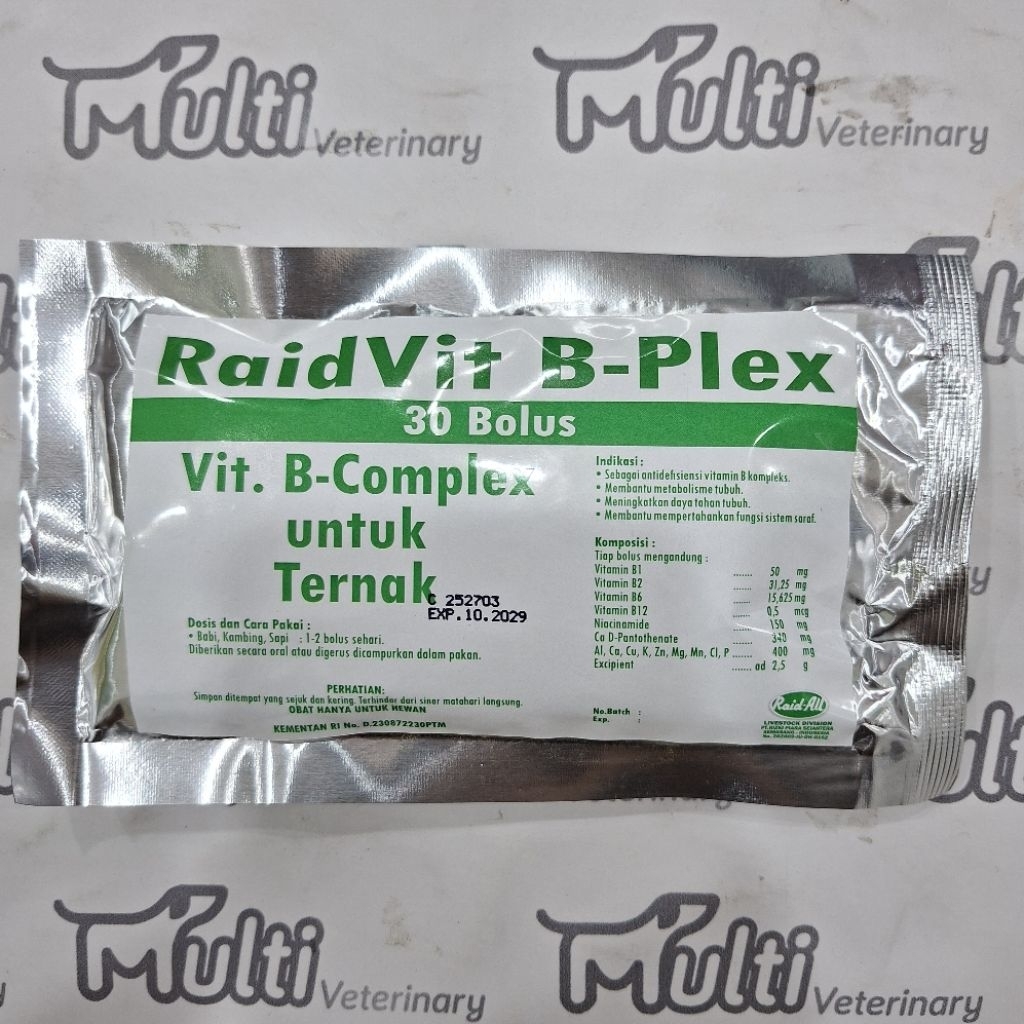 Multi Veterinary
Multi Veterinary
RaidVit B-Plex
30 Bolus
Vit. B-Complex
untuk
Ternak
C 252703
EXP.10.2029
Dosis dan Cara Pakai :
• Babi, Kambing, Sapi : 1-2 bolus sehari.
Diberikan secara oral atau digerus dicampurkan dalam pakan.
PERHATIAN:
Simpan ditempat yang sejuk dan kering. Terhindar dari sinar matahari langsung.
OBAT HANYA UNTUK HEWAN
KEMENTAN RI No. D.230872230PTM
Indikasi :
• Sebagai antidefisiensi vitamin B kompleks.
• Membantu metabolisme tubuh.
• Meningkatkan daya tahan tubuh.
• Membantu mempertahankan fungsi sistem saraf.
Komposisi :
Tiap bolus mengandung :
Vitamin B1 ....... 50 mg
Vitamin B2 ....... 31,25 mg
Vitamin B6 ...... 15,625 mg
Vitamin B12 ...... 0,5 mcg
Niacinamide ....... 150 mg
Ca D-Pantothenate ....... mg
Al, Ca, Cu, K, Zn, Mg, Mn, Cl, P ....... 400 mg
Excipient ....... ad 2,5 g
No.Batch :
Exp. :
Raid-All
LIVESTOCK DIVISION
SEMARANG - INDONESIA
Veterinary
Multi Veterinary
Multi Veterinary